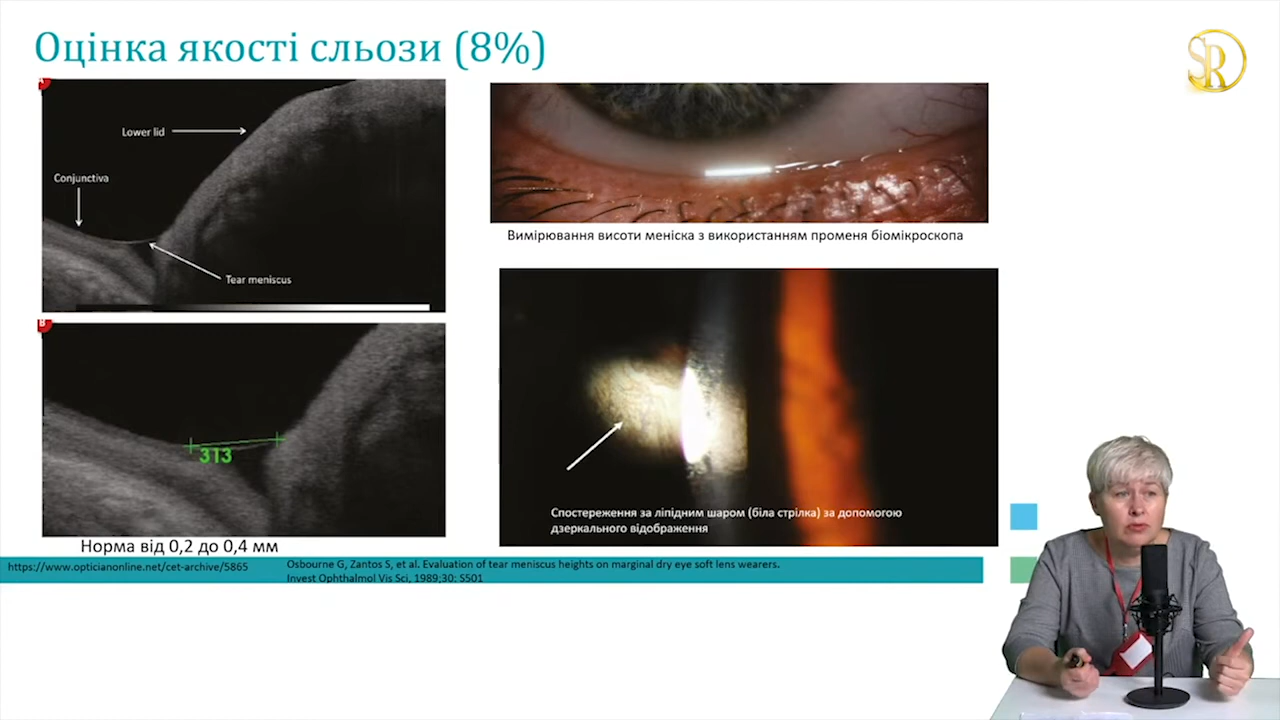 Оцінка якості сльози (8%)
SR
A
Lower lid
Conjunctiva
Tear meniscus
B
313
Норма від 0,2 до 0,4 мм
Вимірювання висоти меніска з використанням променя біомікроскопа
Спостереження за ліпідним шаром (біла стрілка) за допомогою
дзеркального відображення
https://www.opticianonline.net/cet-archive/5865
Osbourne G, Zantos S, et al. Evaluation of tear meniscus heights on marginal dry eye soft lens wearers.
Invest Ophthalmol Vis Sci, 1989;30: S501